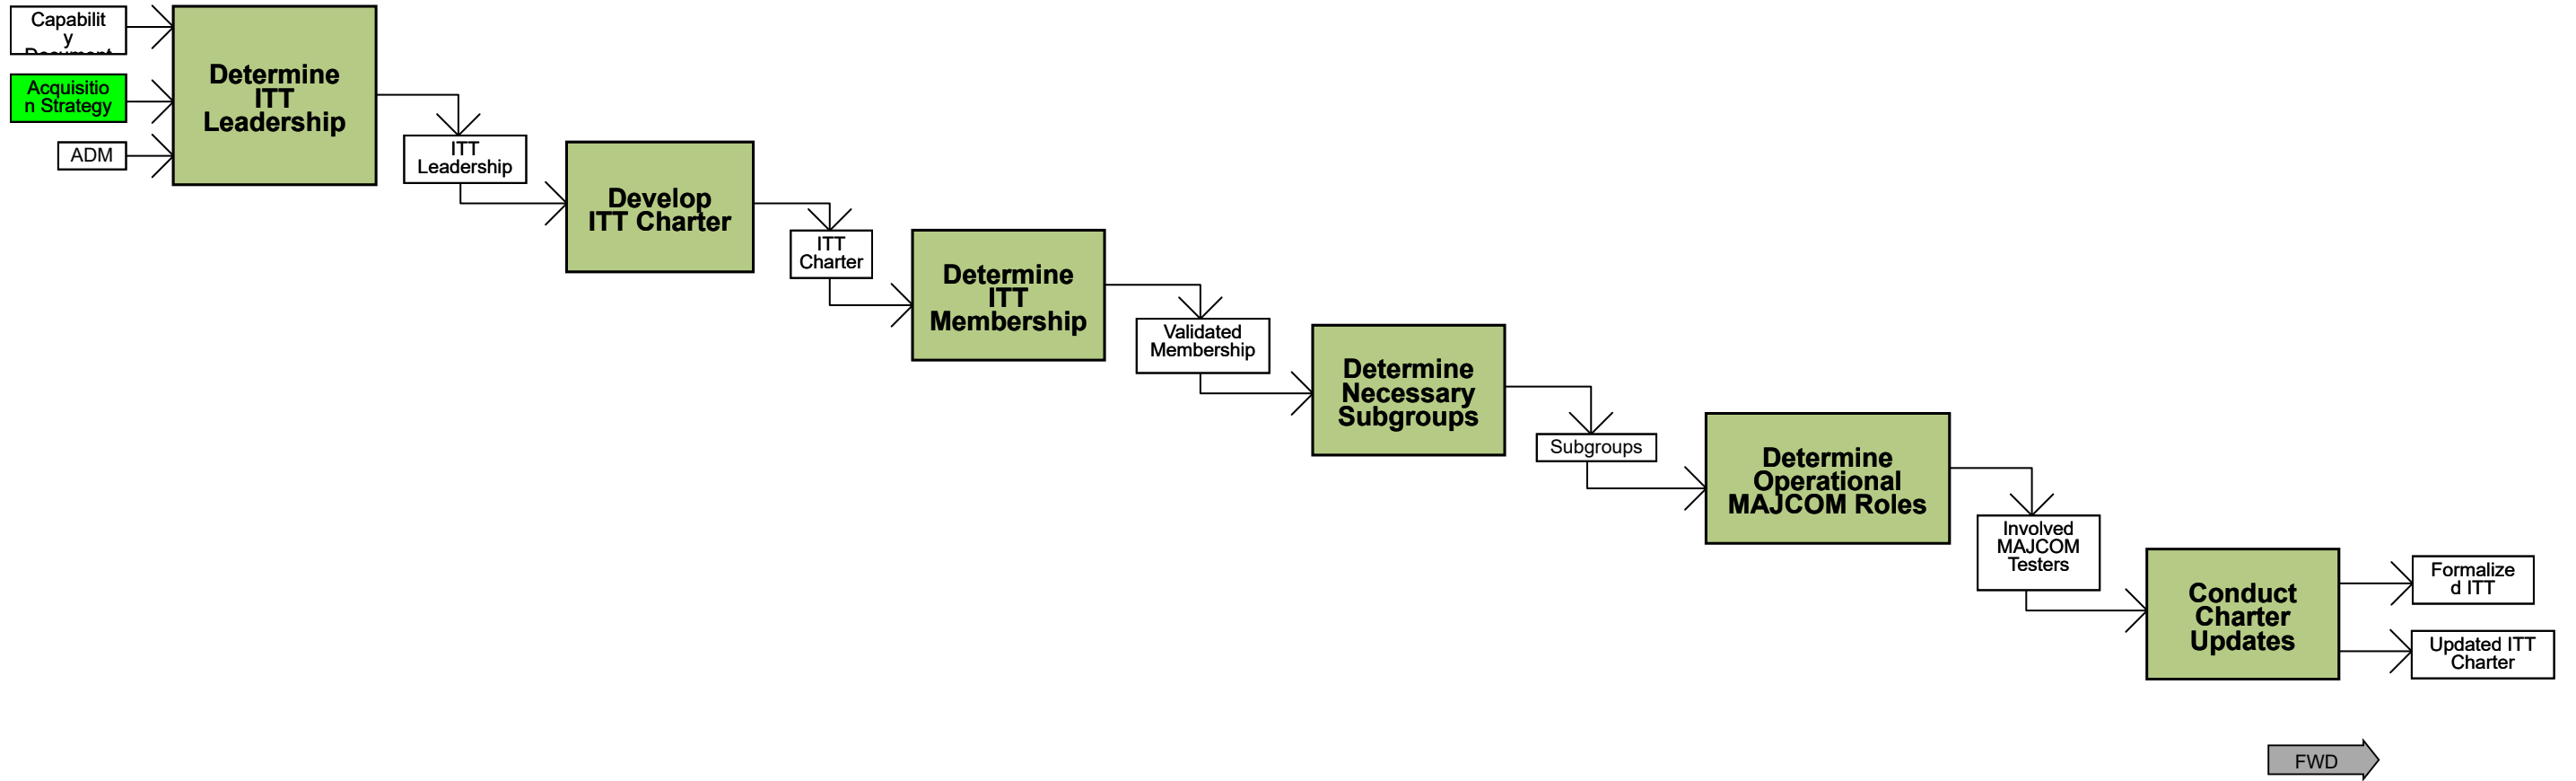 Capabilit
y
Document
Acquisitio
n Strategy
ADM
Determine
ITT
Leadership
ITT
Leadership
Develop
ITT Charter
ITT
Charter
Determine
ITT
Membership
Validated
Membership
Determine
Necessary
Subgroups
Subgroups
Determine
Operational
MAJCOM Roles
Involved
MAJCOM
Testers
Conduct
Charter
Updates
Formalize
d ITT
Updated ITT
Charter
FWD